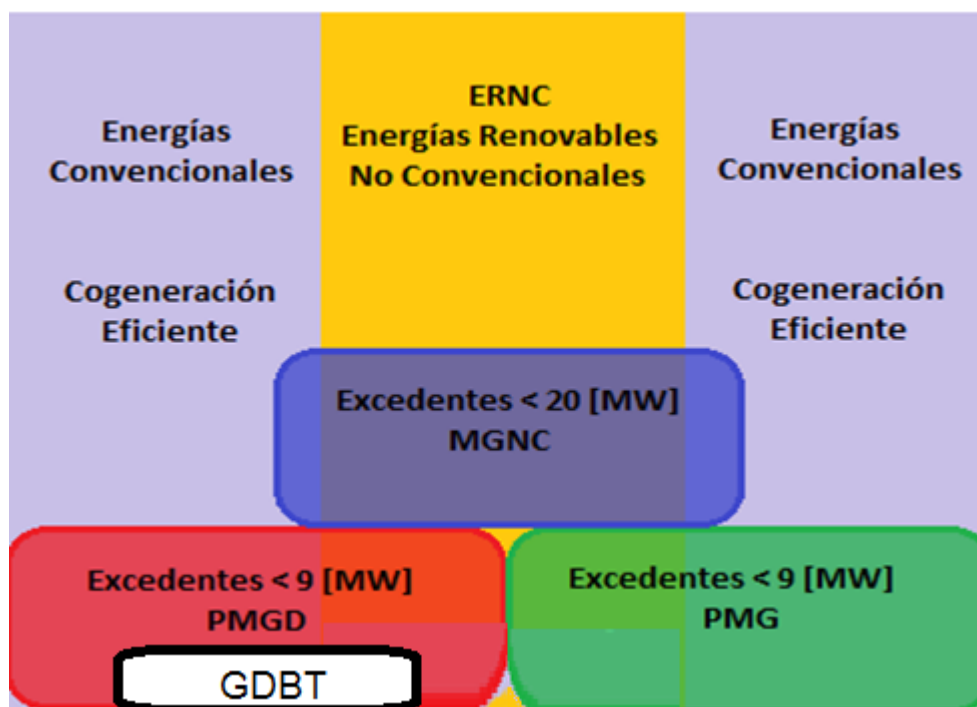 Energías
Convencionales
Cogeneración
Eficiente
ERNC
Energías Renovables
No Convencionales
Energías
Convencionales
Cogeneración
Eficiente
Excedentes < 20 [MW]
MGNC
Excedentes < 9 [MW]
PMGD
GDBT
Excedentes < 9 [MW]
PMG